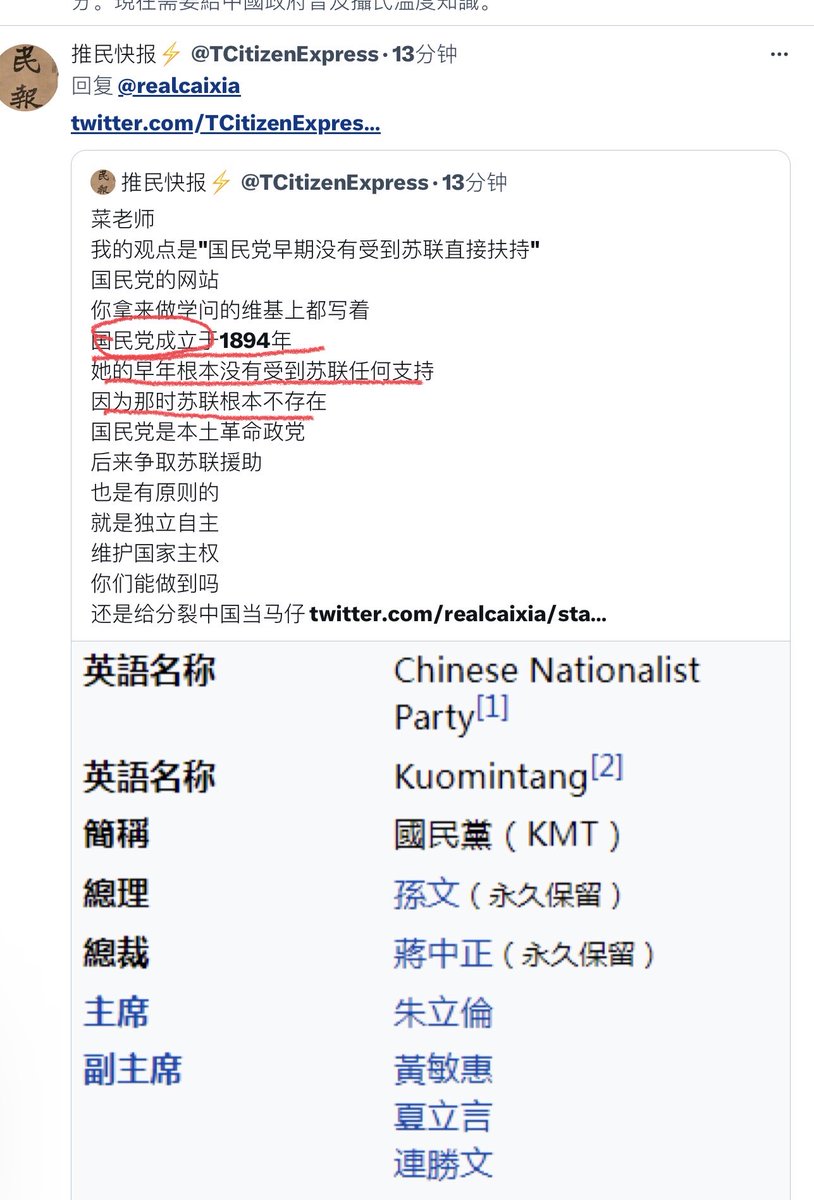 分。現在需要給中國政府普及攝氏溫度知識。
民
報
推民快报⚡ @TCitizenExpress · 13分钟
回复 @realcaixia
twitter.com/TCitizenExpres...
民報
推民快报⚡ @TCitizenExpress · 13分钟
菜老师
我的观点是"国民党早期没有受到苏联直接扶持"
国民党的网站
你拿来做学问的维基上都写着
国民党成立于1894年
她的早年根本没有受到苏联任何支持
因为那时苏联根本不存在
国民党是本土革命政党
后来争取苏联援助
也是有原则的
就是独立自主
维护国家主权
你们能做到吗
还是给分裂中国当马仔 twitter.com/realcaixia/sta...
英語名称 Chinese Nationalist
Party[1]
英語名称 Kuomintang[2]
簡稱 國民黨（KMT）
總理 孫文（永久保留）
總裁 蔣中正（永久保留）
主席 朱立倫
副主席 黃敏惠
夏立言
連勝文